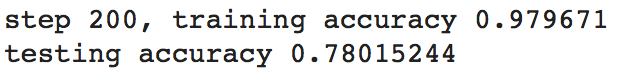 step 200, training accuracy 0.979671
testing accuracy 0.78015244